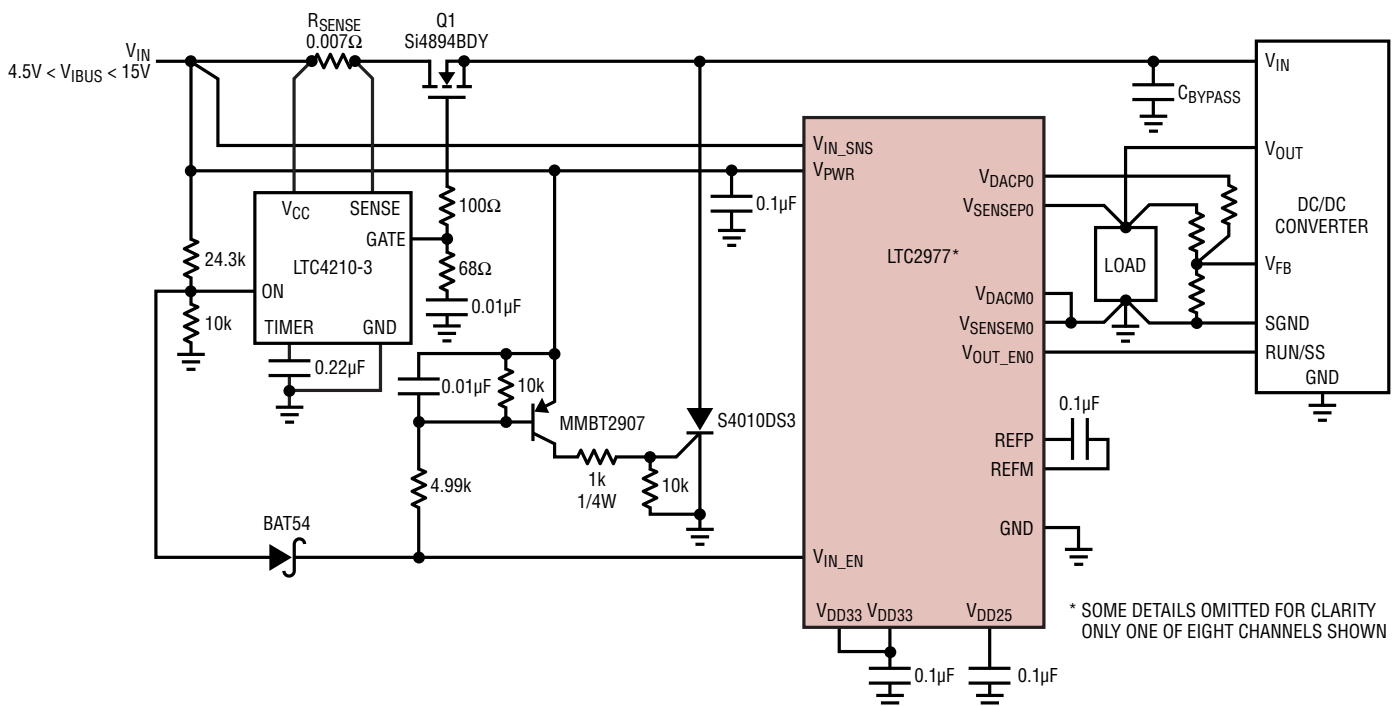 V_IN
4.5V < V_IBUS < 15V
R_SENSE
0.007Ω
Q1
Si4894BDY
V_IN
C_BYPASS
V_OUT
DC/DC
CONVERTER
V_FB
SGND
RUN/SS
GND
V_IN_SNS
V_PWR
LTC2977*
V_DACP0
V_SENSEP0
V_DACM0
V_SENSEM0
V_OUT_EN0
REFP
REFM
GND
V_IN_EN
V_DD33
V_DD33
V_DD25
LOAD
0.1µF
0.1µF
0.1µF
0.1µF
V_CC
SENSE
GATE
LTC4210-3
ON
TIMER
GND
100Ω
68Ω
0.01µF
24.3k
10k
0.22µF
0.01µF
10k
MMBT2907
S4010DS3
1k
1/4W
10k
4.99k
BAT54
* SOME DETAILS OMITTED FOR CLARITY
ONLY ONE OF EIGHT CHANNELS SHOWN